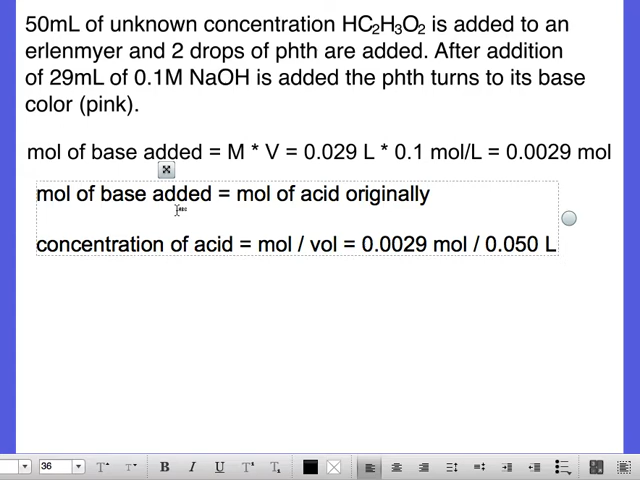 50mL of unknown concentration HC₂H₃O₂ is added to an
erlenmyer and 2 drops of phth are added. After addition
of 29mL of 0.1M NaOH is added the phth turns to its base
color (pink).
mol of base added = M * V = 0.029 L * 0.1 mol/L = 0.0029 mol
mol of base added = mol of acid originally
concentration of acid = mol / vol = 0.0029 mol / 0.050 L
36 T T B I U T¹ T₁